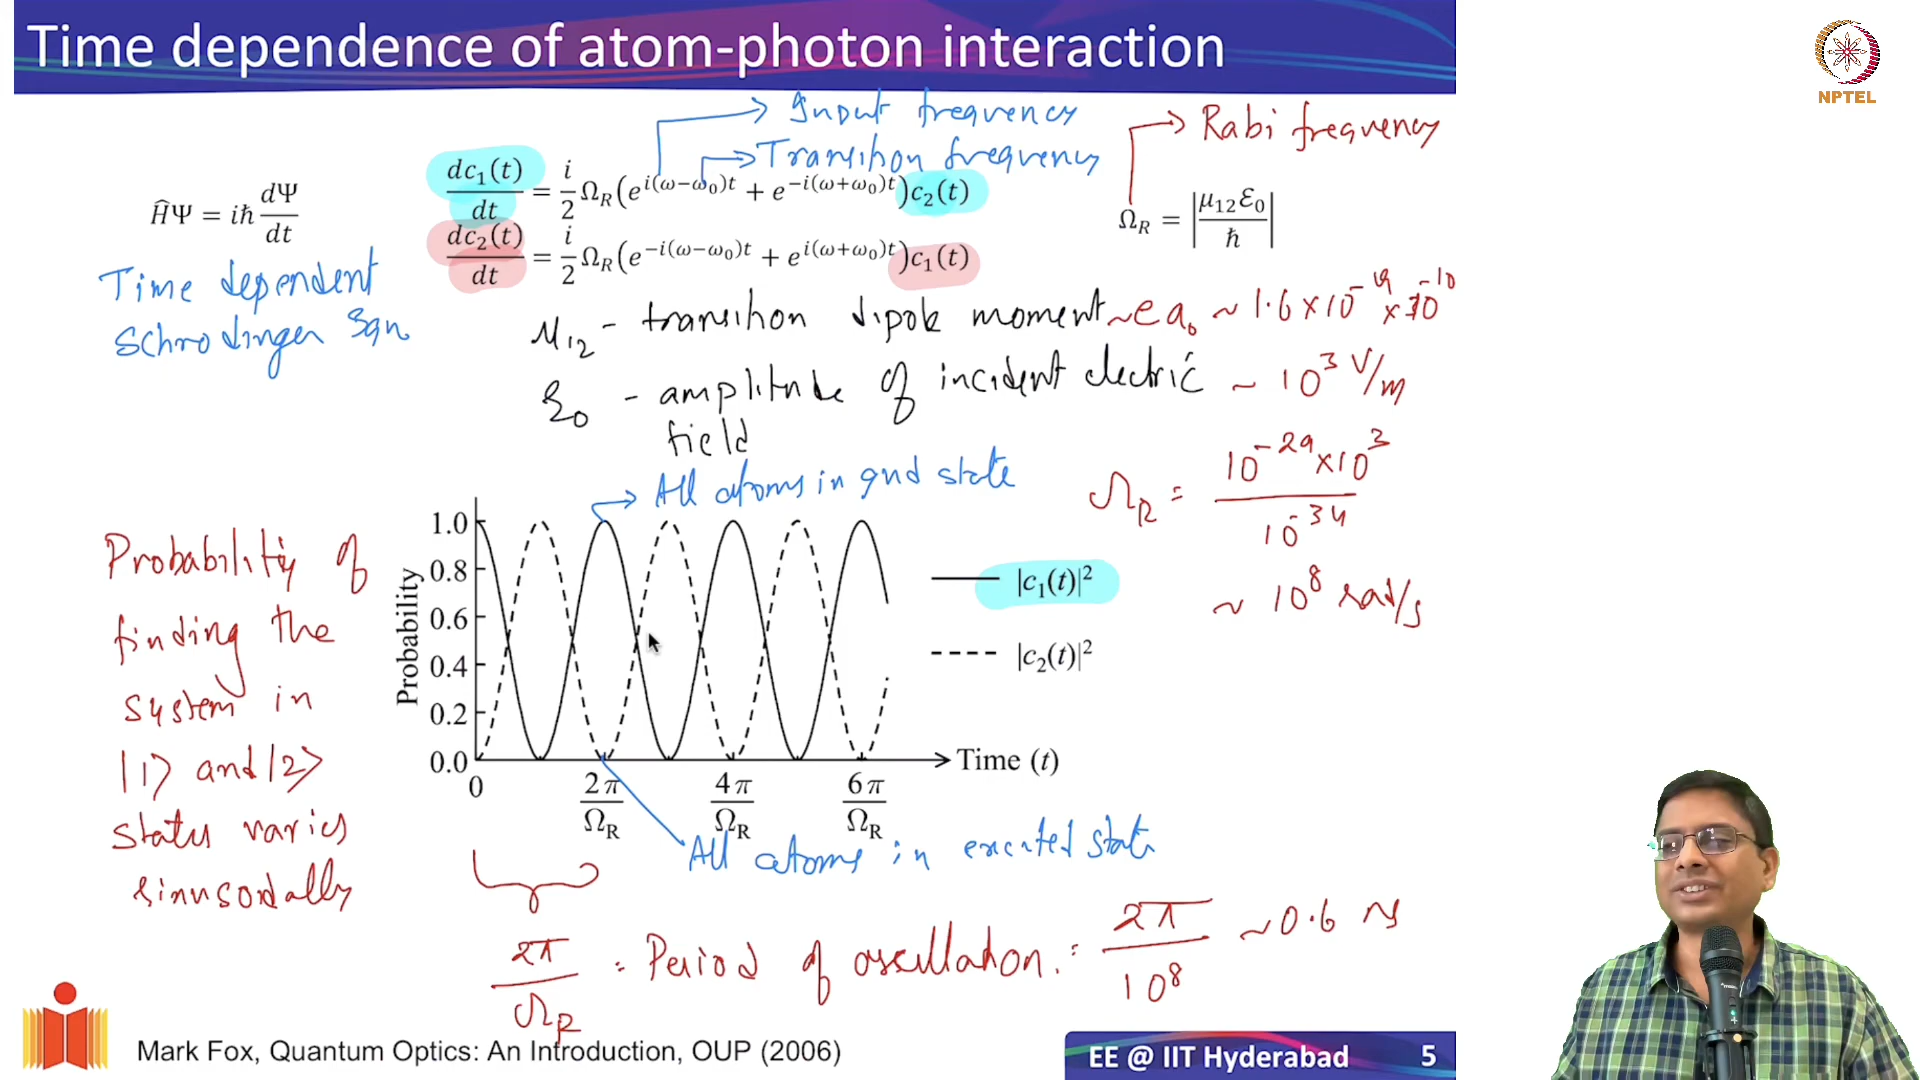 Time dependence of atom-photon interaction
NPTEL
Input frequency
Transition frequency
Rabi frequency
ĤΨ = iħ dΨ/dt
Time dependent
Schrodinger Eqn
dc₁(t)/dt = i/2 Ω_R(e^{i(ω−ω₀)t} + e^{−i(ω+ω₀)t})c₂(t)
dc₂(t)/dt = i/2 Ω_R(e^{−i(ω−ω₀)t} + e^{i(ω+ω₀)t})c₁(t)
Ω_R = |μ₁₂ℰ₀/ħ|
μ₁₂ - transition dipole moment ~ea₀ ~ 1.6×10⁻¹⁹ × 10⁻¹⁰
ℰ₀ - amplitude of incident electric ~ 10³ V/m
field
Ω_R = 10⁻²⁹×10³/10⁻³⁴
~ 10⁸ rad/s
All atoms in gnd state
Probability of
finding the
system in
|1⟩ and |2⟩
states varies
sinusoidally
Probability
1.0
0.8
0.6
0.4
0.2
0.0
0
2π/Ω_R
4π/Ω_R
6π/Ω_R
Time (t)
|c₁(t)|²
|c₂(t)|²
All atoms in excited state
2π/Ω_R = Period of oscillation. = 2π/10⁸ ~0.6 ns
Mark Fox, Quantum Optics: An Introduction, OUP (2006)
EE @ IIT Hyderabad 5